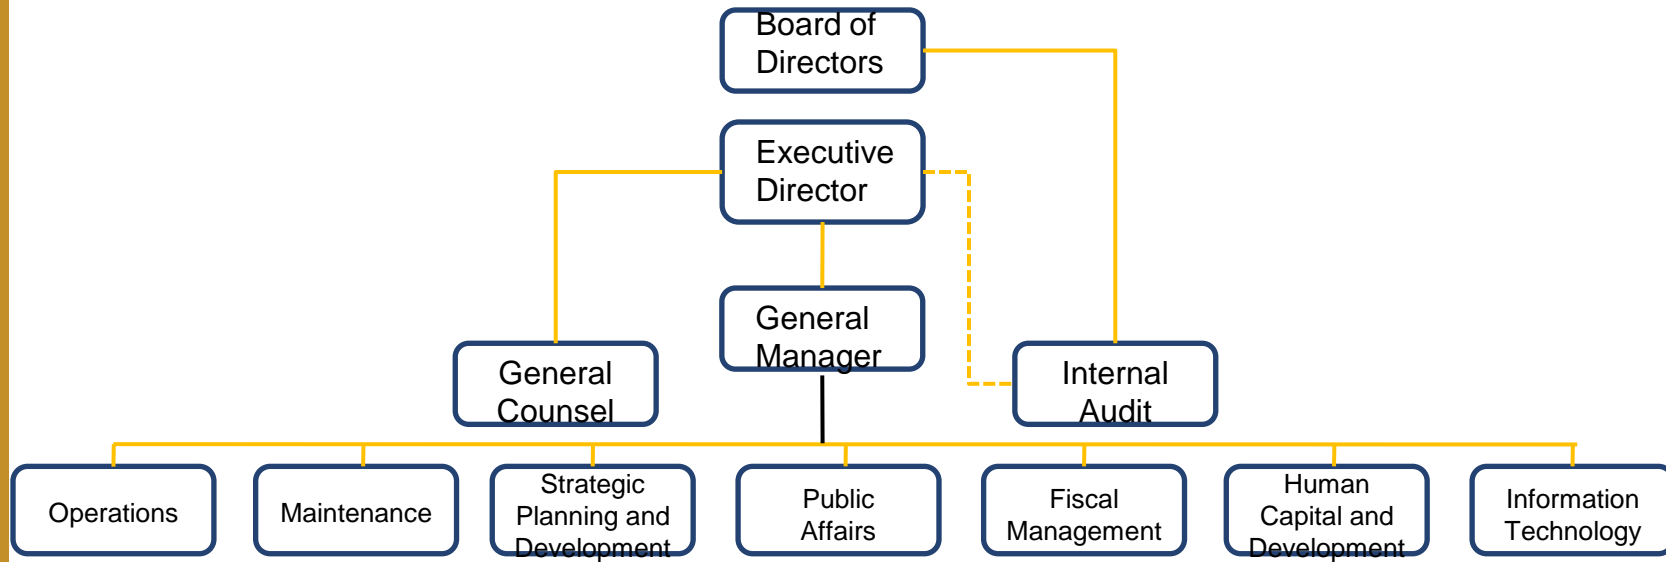 Board of
Directors
Executive
Director
General
Manager
General
Counsel
Internal
Audit
Operations
Maintenance
Strategic
Planning and
Development
Public
Affairs
Fiscal
Management
Human
Capital and
Development
Information
Technology